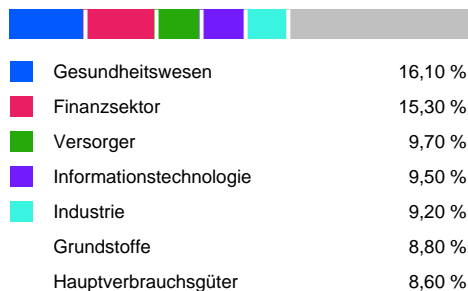 Gesundheitswesen 16,10 %
Finanzsektor 15,30 %
Versorger 9,70 %
Informationstechnologie 9,50 %
Industrie 9,20 %
Grundstoffe 8,80 %
Hauptverbrauchsgüter 8,60 %